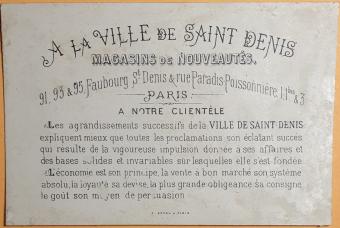 A LA VILLE DE SAINT DENIS
MAGASINS DE NOUVEAUTÉS.
91, 93 & 95, Faubourg St Denis & rue Paradis Poissonnière, 1 bis & 3
PARIS
A NOTRE CLIENTÈLE
Les agrandissements successifs de la VILLE DE SAINT-DENIS
expliquent mieux que toutes les proclamations son éclatant succès
qui résulte de la vigoureuse impulsion donnée à ses affaires et
des bases solides et invariables sur lesquelles elle s'est fondée
L'économie est son principe, la vente à bon marché son système
absolu, la loyauté sa devise, la plus grande obligeance sa consigne
le goût son moyen de persuasion